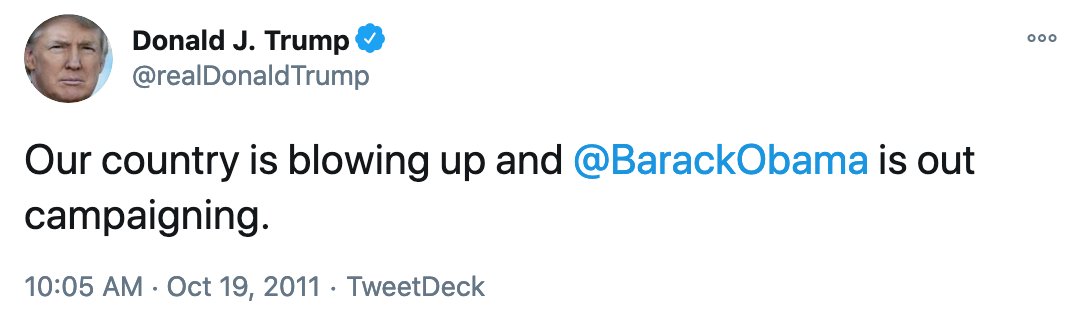 Donald J. Trump
@realDonaldTrump
Our country is blowing up and @BarackObama is out
campaigning.
10:05 AM · Oct 19, 2011 · TweetDeck